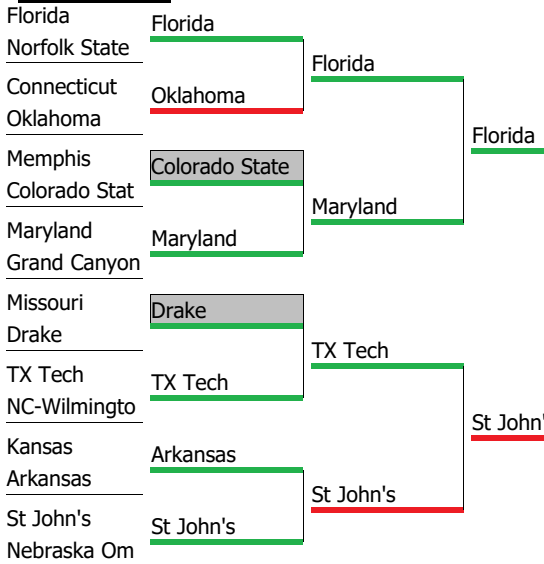 Florida
Norfolk State
Connecticut
Oklahoma
Memphis
Colorado Stat
Maryland
Grand Canyon
Missouri
Drake
TX Tech
NC-Wilmingto
Kansas
Arkansas
St John's
Nebraska Om
Florida
Oklahoma
Colorado State
Maryland
Drake
TX Tech
Arkansas
St John's
Florida
Maryland
TX Tech
St John's
Florida
St John'